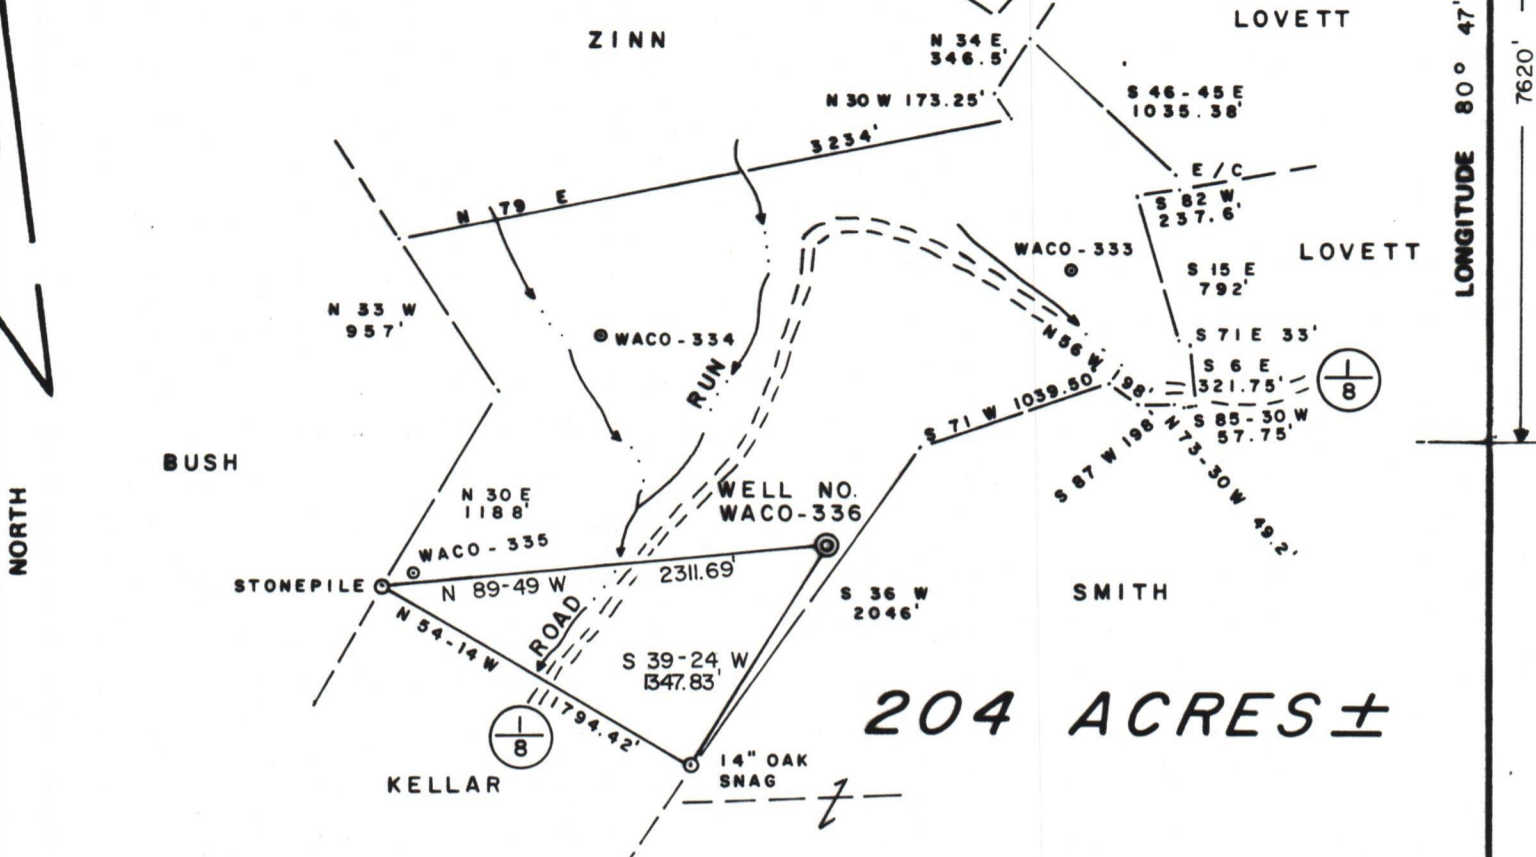 LOVETT
ZINN
N 34 E
346.5'
LONGITUDE 80° 47'
7620'
N 30 W 173.25'
S 46-45 E
1035.38'
3234'
E/C
N 79 E
S 82 W
237.6'
WACO-333
LOVETT
N 33 W
957'
S 15 E
792'
WACO-334
N 56 W
98'
S 71 E 33'
S 6 E
321.75'
1
8
RUN
S 71 W 1039.50'
S 85-30 W
57.75'
S 87 W 198'
N 73-30 W 49.2'
BUSH
NORTH
N 30 E
1188'
WELL NO.
WACO-336
WACO-335
STONEPILE
N 89-49 W
2311.69'
S 36 W
2046'
SMITH
ROAD
N 54-14 W
1794.42'
S 39-24 W
1347.83'
204 ACRES±
1
8
14" OAK
SNAG
KELLAR